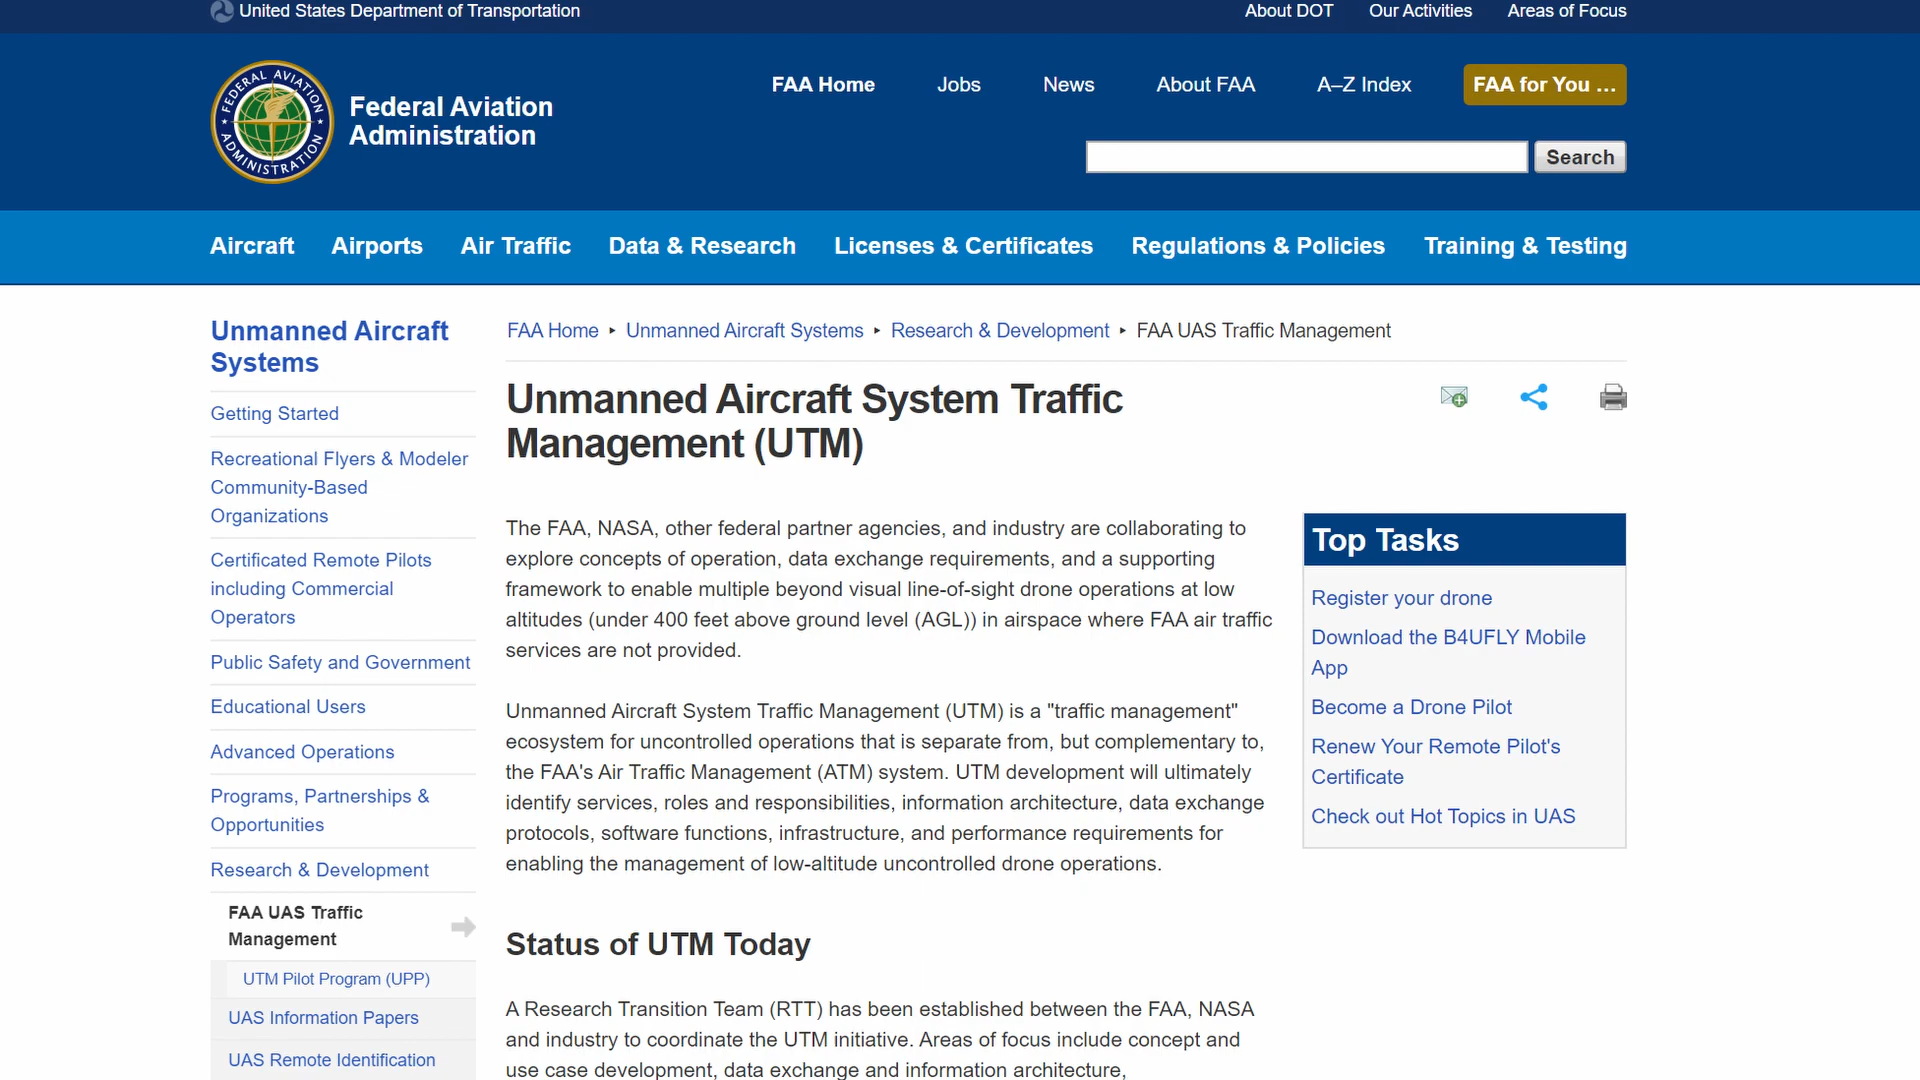 United States Department of Transportation
About DOT Our Activities Areas of Focus
FEDERAL AVIATION ADMINISTRATION
Federal Aviation
Administration
FAA Home Jobs News About FAA A–Z Index FAA for You ...
Search
Aircraft Airports Air Traffic Data & Research Licenses & Certificates Regulations & Policies Training & Testing
Unmanned Aircraft
Systems
Getting Started
Recreational Flyers & Modeler
Community-Based
Organizations
Certificated Remote Pilots
including Commercial
Operators
Public Safety and Government
Educational Users
Advanced Operations
Programs, Partnerships &
Opportunities
Research & Development
FAA UAS Traffic
Management
UTM Pilot Program (UPP)
UAS Information Papers
UAS Remote Identification
FAA Home ▸ Unmanned Aircraft Systems ▸ Research & Development ▸ FAA UAS Traffic Management
Unmanned Aircraft System Traffic
Management (UTM)
The FAA, NASA, other federal partner agencies, and industry are collaborating to
explore concepts of operation, data exchange requirements, and a supporting
framework to enable multiple beyond visual line-of-sight drone operations at low
altitudes (under 400 feet above ground level (AGL)) in airspace where FAA air traffic
services are not provided.
Unmanned Aircraft System Traffic Management (UTM) is a "traffic management"
ecosystem for uncontrolled operations that is separate from, but complementary to,
the FAA's Air Traffic Management (ATM) system. UTM development will ultimately
identify services, roles and responsibilities, information architecture, data exchange
protocols, software functions, infrastructure, and performance requirements for
enabling the management of low-altitude uncontrolled drone operations.
Status of UTM Today
A Research Transition Team (RTT) has been established between the FAA, NASA
and industry to coordinate the UTM initiative. Areas of focus include concept and
use case development, data exchange and information architecture,
Top Tasks
Register your drone
Download the B4UFLY Mobile
App
Become a Drone Pilot
Renew Your Remote Pilot's
Certificate
Check out Hot Topics in UAS